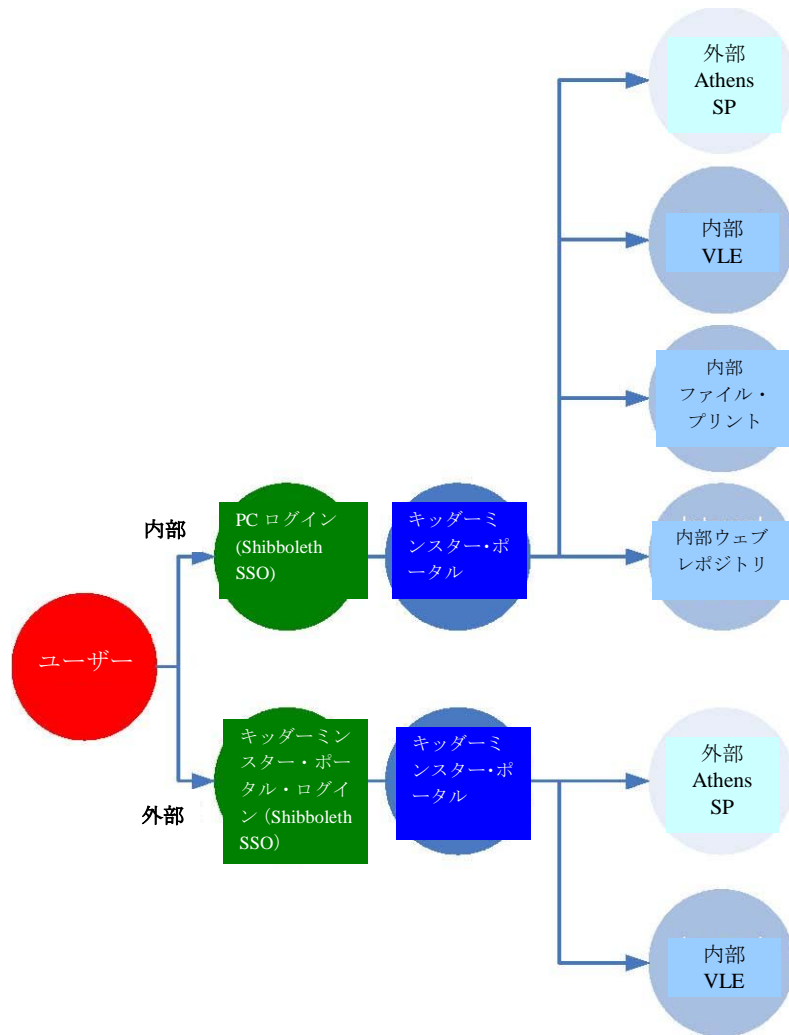 外部
Athens
SP
内部
VLE
内部
ファイル・
プリント
内部
PC ログイン
(Shibboleth
SSO)
キッダーミ
ンスター・ポ
ータル
内部ウェブ
レポジトリ
ユーザー
外部
キッダーミン
スター・ポー
タル・ログイ
ン (Shibboleth
SSO)
キッダーミ
ンスター・ポ
ータル
外部
Athens
SP
内部
VLE